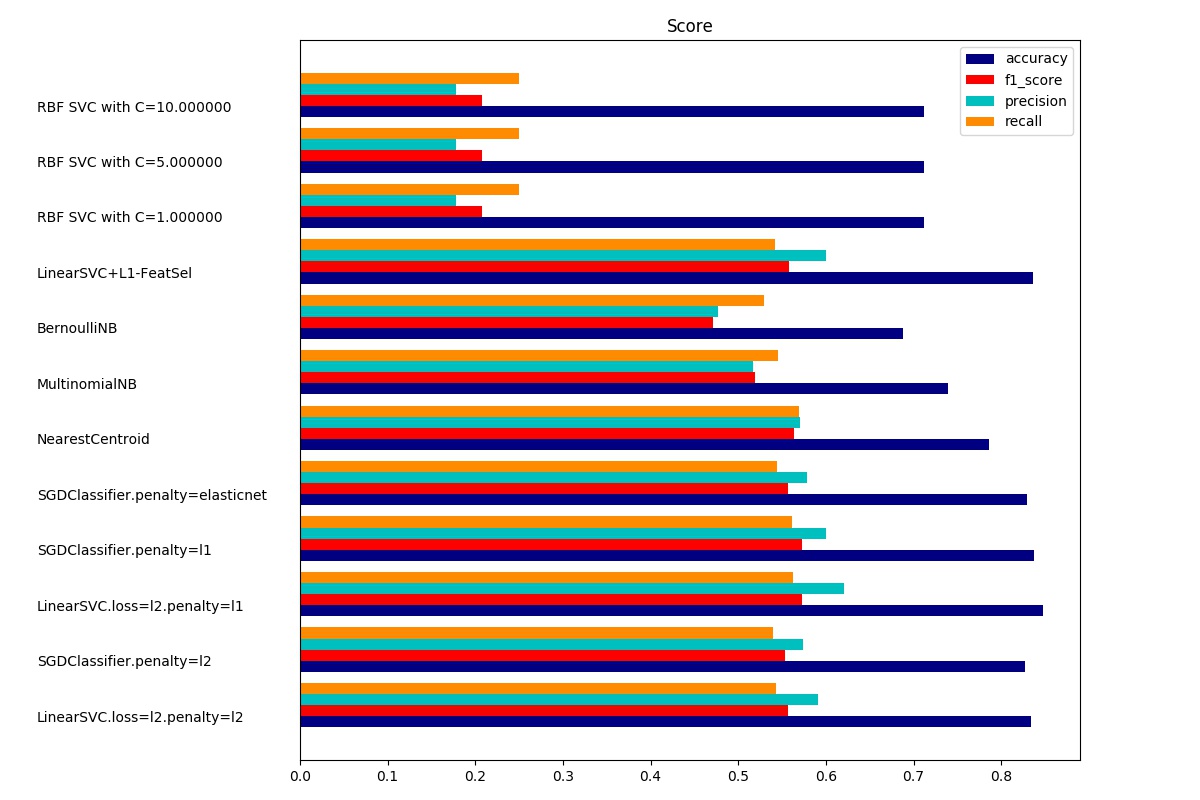 Score
accuracy
f1_score
precision
recall
RBF SVC with C=10.000000
RBF SVC with C=5.000000
RBF SVC with C=1.000000
LinearSVC+L1-FeatSel
BernoulliNB
MultinomialNB
NearestCentroid
SGDClassifier.penalty=elasticnet
SGDClassifier.penalty=l1
LinearSVC.loss=l2.penalty=l1
SGDClassifier.penalty=l2
LinearSVC.loss=l2.penalty=l2
0.0 0.1 0.2 0.3 0.4 0.5 0.6 0.7 0.8